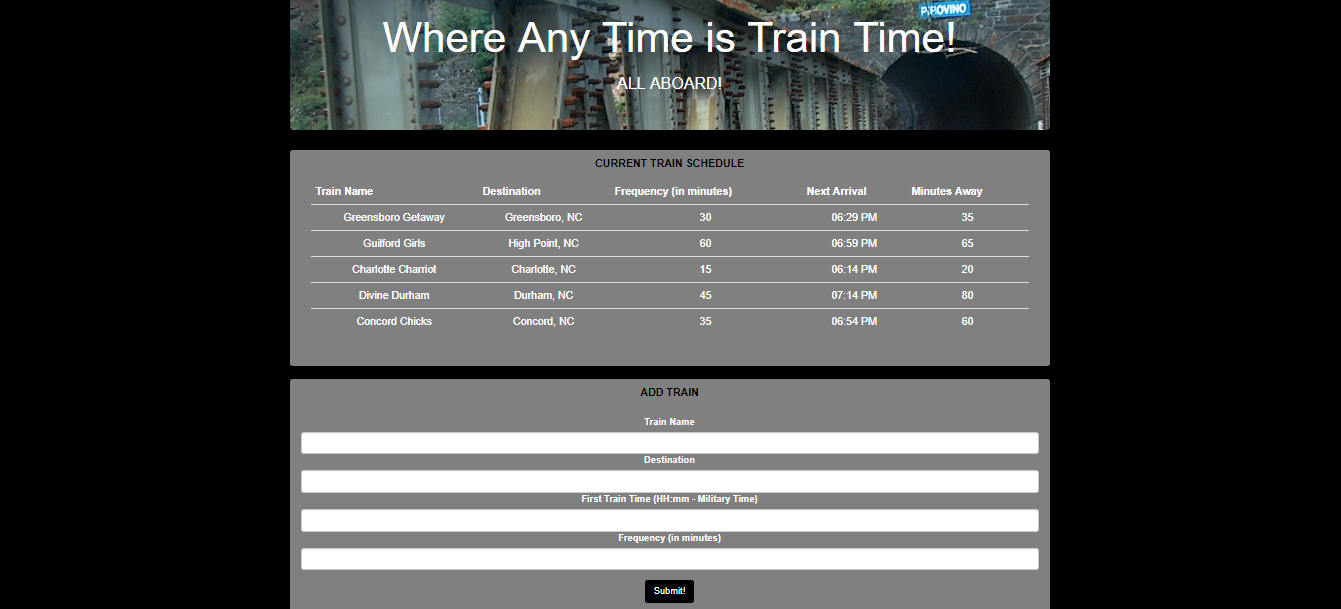 PIROVINO
Where Any Time is Train Time!
ALL ABOARD!
CURRENT TRAIN SCHEDULE
Train Name Destination Frequency (in minutes) Next Arrival Minutes Away
Greensboro Getaway Greensboro, NC 30 06:29 PM 35
Guilford Girls High Point, NC 60 06:59 PM 65
Charlotte Charriot Charlotte, NC 15 06:14 PM 20
Divine Durham Durham, NC 45 07:14 PM 80
Concord Chicks Concord, NC 35 06:54 PM 60
ADD TRAIN
Train Name
Destination
First Train Time (HH:mm - Military Time)
Frequency (in minutes)
Submit!